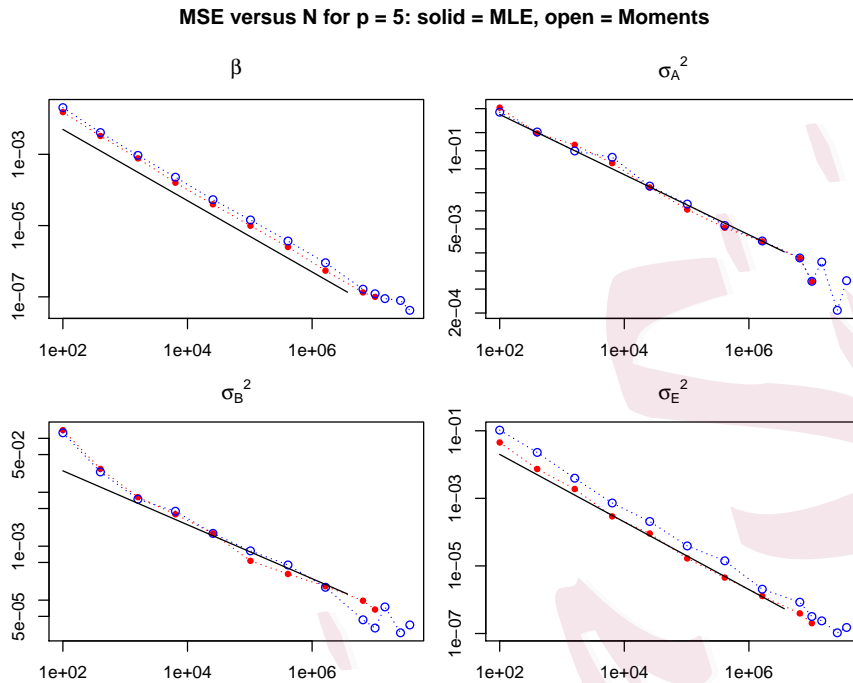 MSE versus N for p = 5: solid = MLE, open = Moments
β
σ_A²
1e−03
1e−05
1e−07
1e+02 1e+04 1e+06
1e−01
5e−03
2e−04
1e+02 1e+04 1e+06
σ_B²
σ_E²
5e−02
1e−03
5e−05
1e+02 1e+04 1e+06
1e−01
1e−03
1e−05
1e−07
1e+02 1e+04 1e+06